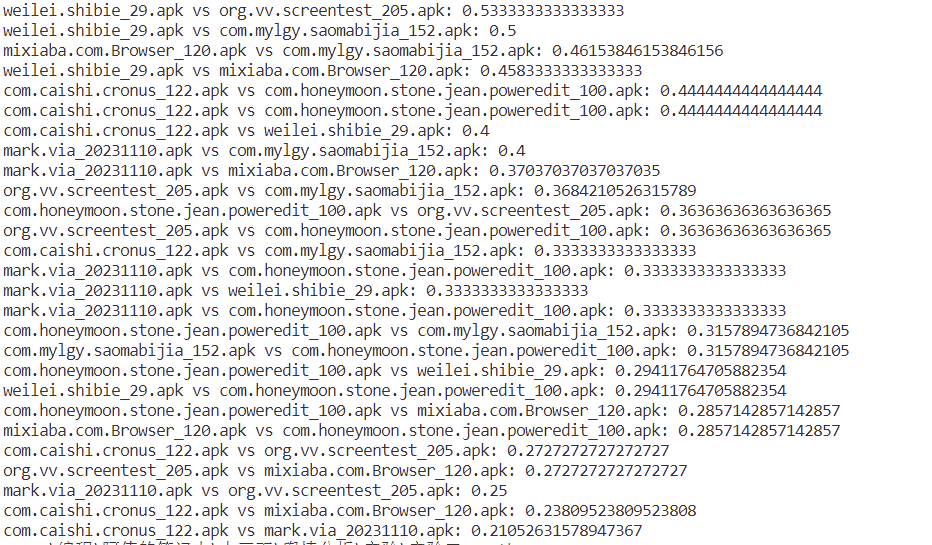 weilei.shibie_29.apk vs org.vv.screentest_205.apk: 0.5333333333333333
weilei.shibie_29.apk vs com.mylgy.saomabijia_152.apk: 0.5
mixiaba.com.Browser_120.apk vs com.mylgy.saomabijia_152.apk: 0.46153846153846156
weilei.shibie_29.apk vs mixiaba.com.Browser_120.apk: 0.4583333333333333
com.caishi.cronus_122.apk vs com.honeymoon.stone.jean.poweredit_100.apk: 0.4444444444444444
com.caishi.cronus_122.apk vs com.honeymoon.stone.jean.poweredit_100.apk: 0.4444444444444444
com.caishi.cronus_122.apk vs weilei.shibie_29.apk: 0.4
mark.via_20231110.apk vs com.mylgy.saomabijia_152.apk: 0.4
mark.via_20231110.apk vs mixiaba.com.Browser_120.apk: 0.37037037037037035
org.vv.screentest_205.apk vs com.mylgy.saomabijia_152.apk: 0.3684210526315789
com.honeymoon.stone.jean.poweredit_100.apk vs org.vv.screentest_205.apk: 0.36363636363636365
org.vv.screentest_205.apk vs com.honeymoon.stone.jean.poweredit_100.apk: 0.36363636363636365
com.caishi.cronus_122.apk vs com.mylgy.saomabijia_152.apk: 0.3333333333333333
mark.via_20231110.apk vs com.honeymoon.stone.jean.poweredit_100.apk: 0.3333333333333333
mark.via_20231110.apk vs weilei.shibie_29.apk: 0.3333333333333333
mark.via_20231110.apk vs com.honeymoon.stone.jean.poweredit_100.apk: 0.3333333333333333
com.honeymoon.stone.jean.poweredit_100.apk vs com.mylgy.saomabijia_152.apk: 0.3157894736842105
com.mylgy.saomabijia_152.apk vs com.honeymoon.stone.jean.poweredit_100.apk: 0.3157894736842105
com.honeymoon.stone.jean.poweredit_100.apk vs weilei.shibie_29.apk: 0.29411764705882354
weilei.shibie_29.apk vs com.honeymoon.stone.jean.poweredit_100.apk: 0.29411764705882354
com.honeymoon.stone.jean.poweredit_100.apk vs mixiaba.com.Browser_120.apk: 0.2857142857142857
mixiaba.com.Browser_120.apk vs com.honeymoon.stone.jean.poweredit_100.apk: 0.2857142857142857
com.caishi.cronus_122.apk vs org.vv.screentest_205.apk: 0.2727272727272727
org.vv.screentest_205.apk vs mixiaba.com.Browser_120.apk: 0.2727272727272727
mark.via_20231110.apk vs org.vv.screentest_205.apk: 0.25
com.caishi.cronus_122.apk vs mixiaba.com.Browser_120.apk: 0.23809523809523808
com.caishi.cronus_122.apk vs mark.via_20231110.apk: 0.21052631578947367